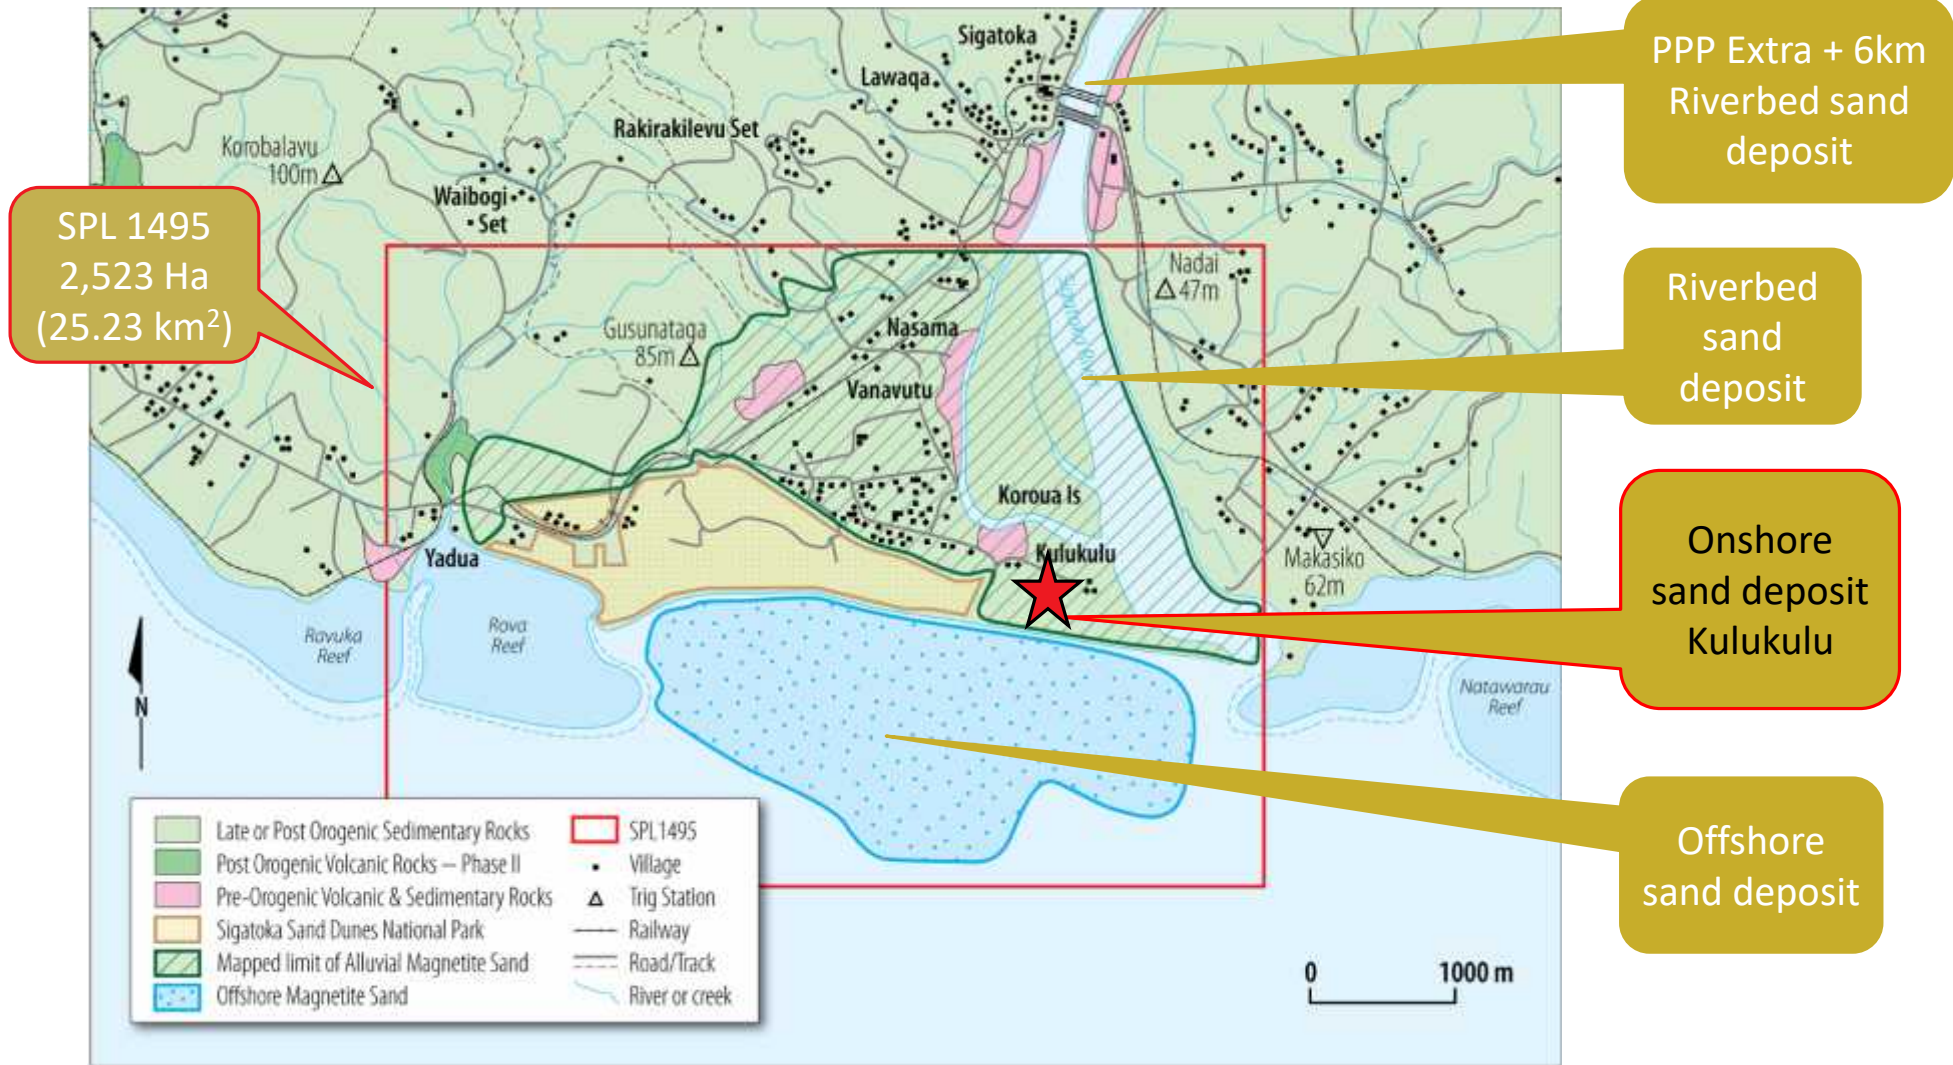 Sigatoka
Lawaqa
Rakirakilevu Set
Korobalavu
100m
Waibogi
Set
PPP Extra + 6km
Riverbed sand
deposit
SPL 1495
2,523 Ha
(25.23 km²)
Nadai
47m
Gusunataga
85m
Nasama
Vanavutu
Riverbed
sand
deposit
Koroua Is
Kulukulu
Yadua
Makasiko
62m
Onshore
sand deposit
Kulukulu
Ravuka
Reef
Rova
Reef
Natawarau
Reef
N
Offshore
sand deposit
Late or Post Orogenic Sedimentary Rocks
Post Orogenic Volcanic Rocks – Phase II
Pre-Orogenic Volcanic & Sedimentary Rocks
Sigatoka Sand Dunes National Park
Mapped limit of Alluvial Magnetite Sand
Offshore Magnetite Sand
SPL1495
Village
Trig Station
Railway
Road/Track
River or creek
0 1000 m